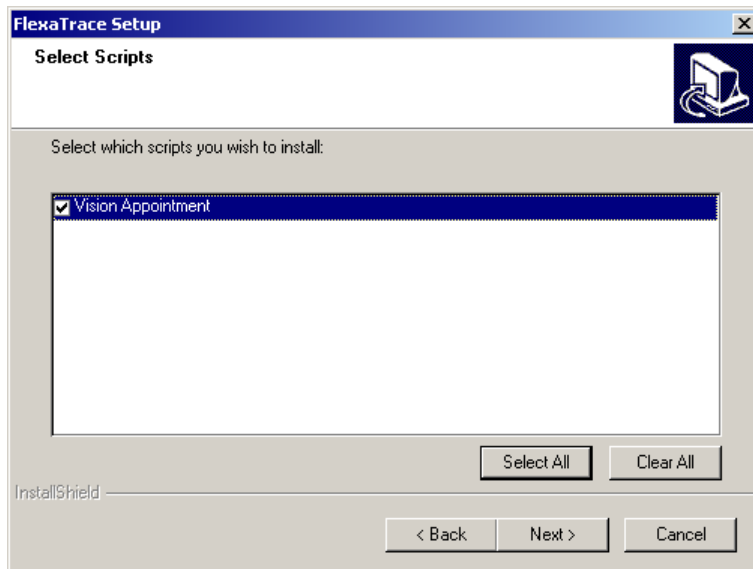 FlexaTrace Setup
Select Scripts
Select which scripts you wish to install:
Vision Appointment
Select All Clear All
InstallShield
< Back Next > Cancel